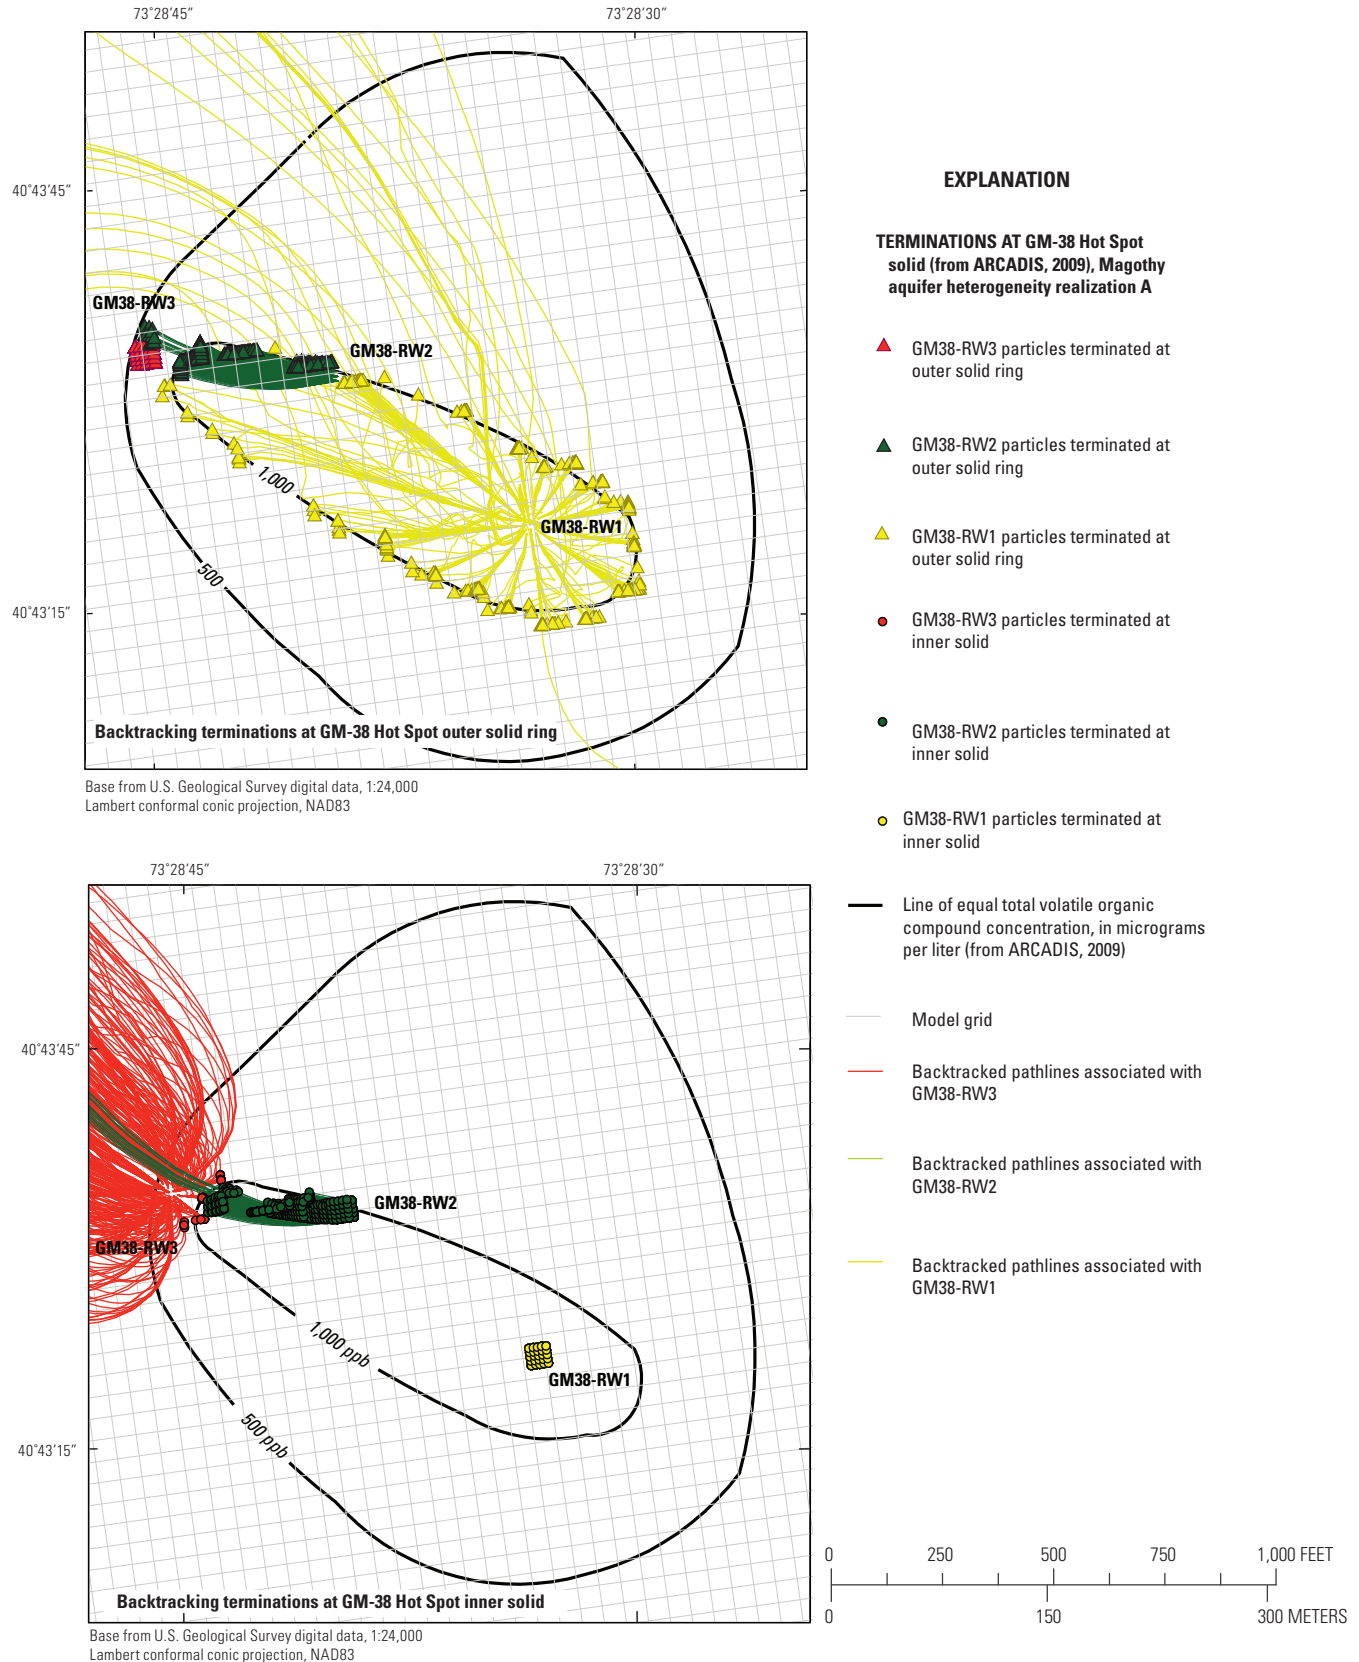 73°28′45″
73°28′30″
40°43′45″
GM38-RW3
GM38-RW2
1,000
GM38-RW1
500
40°43′15″
Backtracking terminations at GM-38 Hot Spot outer solid ring
Base from U.S. Geological Survey digital data, 1:24,000
Lambert conformal conic projection, NAD83
73°28′45″
73°28′30″
40°43′45″
GM38-RW2
GM38-RW3
1,000 ppb
GM38-RW1
500 ppb
40°43′15″
Backtracking terminations at GM-38 Hot Spot inner solid
Base from U.S. Geological Survey digital data, 1:24,000
Lambert conformal conic projection, NAD83
EXPLANATION
TERMINATIONS AT GM-38 Hot Spot
solid (from ARCADIS, 2009), Magothy
aquifer heterogeneity realization A
GM38-RW3 particles terminated at
outer solid ring
GM38-RW2 particles terminated at
outer solid ring
GM38-RW1 particles terminated at
outer solid ring
GM38-RW3 particles terminated at
inner solid
GM38-RW2 particles terminated at
inner solid
GM38-RW1 particles terminated at
inner solid
Line of equal total volatile organic
compound concentration, in micrograms
per liter (from ARCADIS, 2009)
Model grid
Backtracked pathlines associated with
GM38-RW3
Backtracked pathlines associated with
GM38-RW2
Backtracked pathlines associated with
GM38-RW1
0 250 500 750 1,000 FEET
0 150 300 METERS